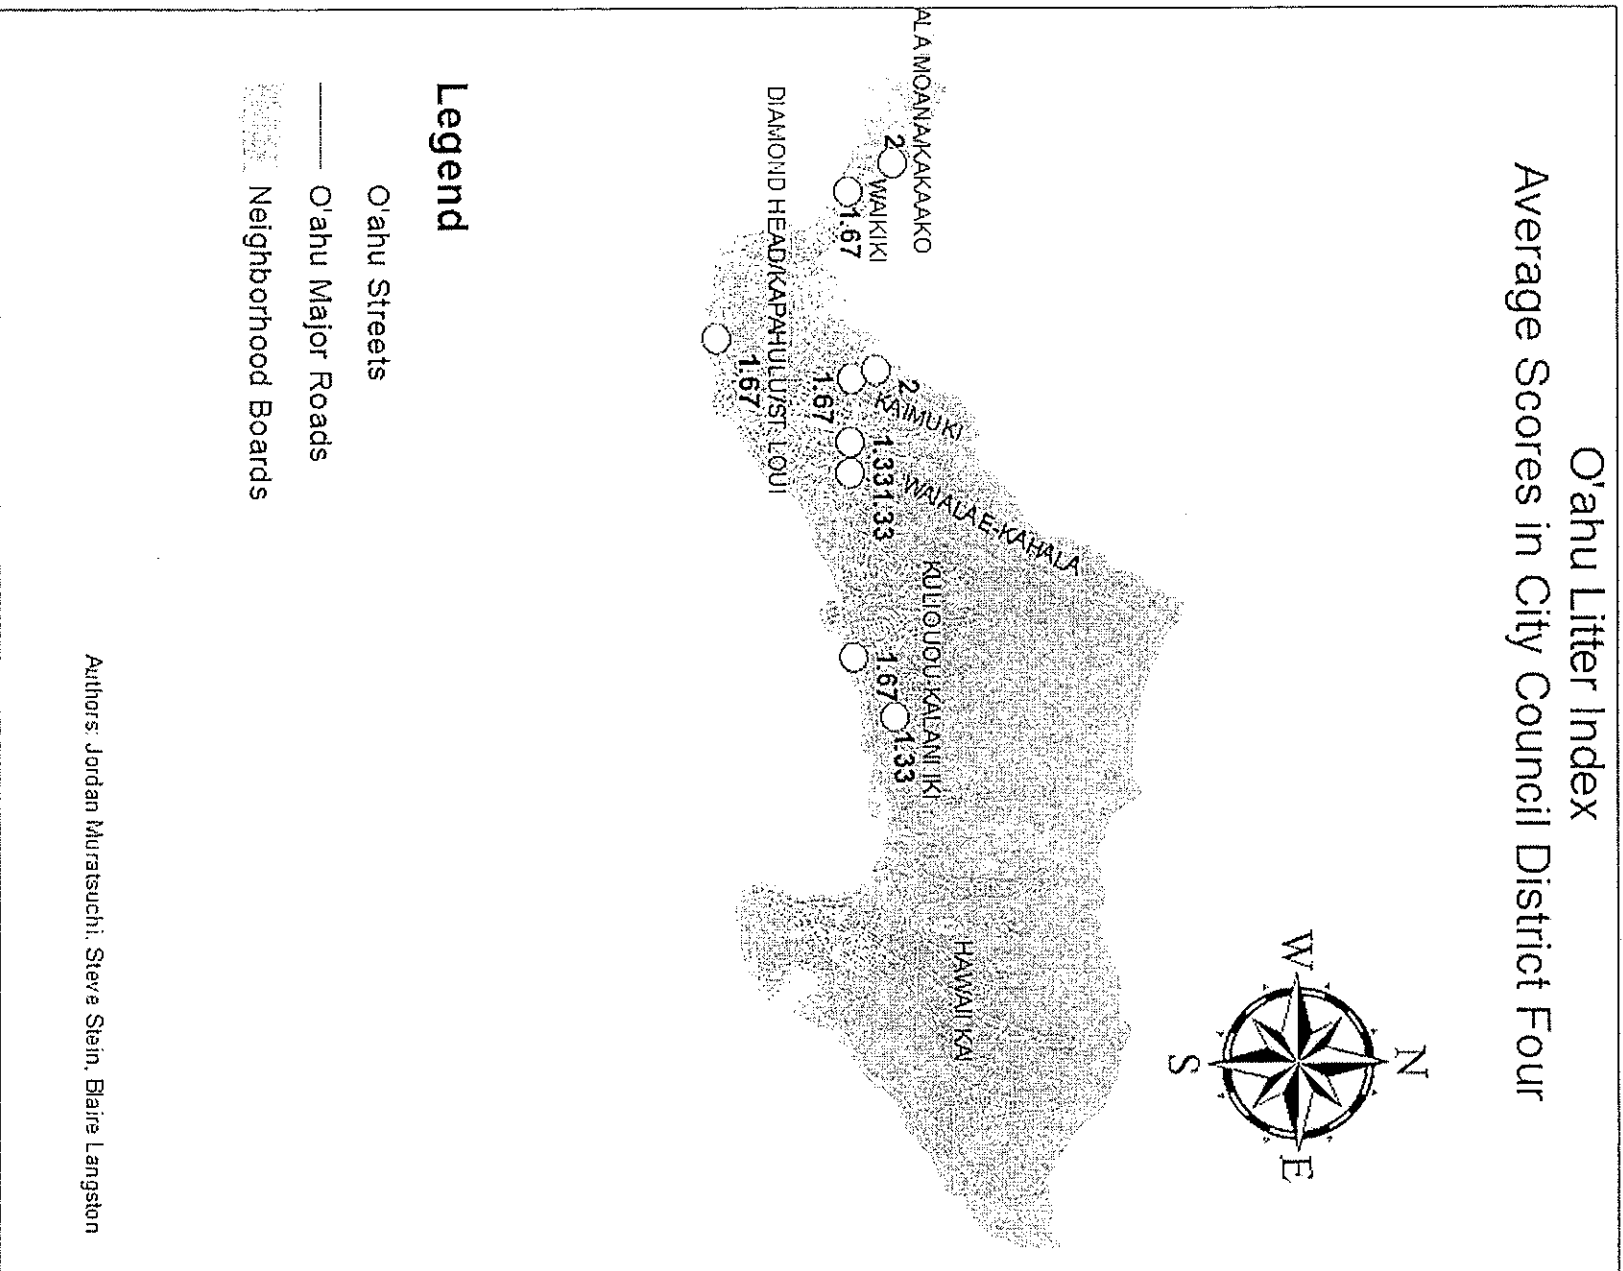 O'ahu Litter Index
Average Scores in City Council District Four
N
W
E
S
ALA MOANA/KAKAAKO
2
WAIKIKI
1.67
DIAMOND HEAD/KAPAHULU/ST. LOUI
1.67
2
KAIMUKI
1.67
1.331.33
WAIALAE-KAHALA
KULIOUOU-KALANI IKI
1.67
1.33
HAWAII KAI
Legend
O'ahu Streets
O'ahu Major Roads
Neighborhood Boards
Authors: Jordan Muratsuchi, Steve Stein, Blaire Langston